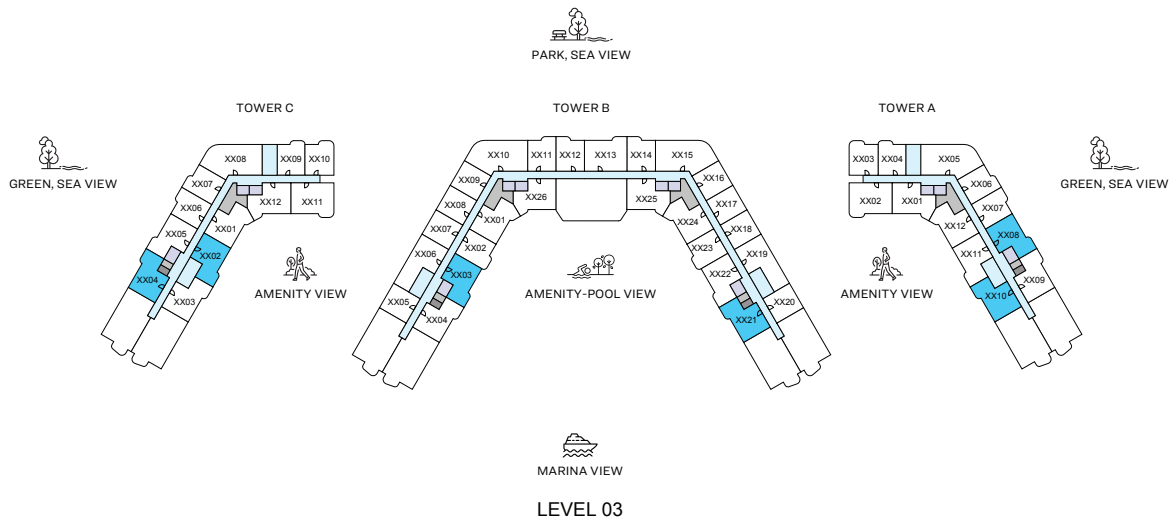 PARK, SEA VIEW
TOWER C
TOWER B
TOWER A
GREEN, SEA VIEW
GREEN, SEA VIEW
XX08
XX09
XX10
XX07
XX06
XX05
XX04
XX12
XX11
XX01
XX02
XX03
AMENITY VIEW
XX10
XX11
XX12
XX13
XX14
XX15
XX09
XX08
XX07
XX06
XX05
XX26
XX01
XX02
XX03
XX04
XX25
XX24
XX23
XX22
XX21
XX16
XX17
XX18
XX19
XX20
AMENITY-POOL VIEW
XX03
XX04
XX05
XX02
XX01
XX06
XX07
XX08
XX12
XX11
XX09
XX10
AMENITY VIEW
MARINA VIEW
LEVEL 03